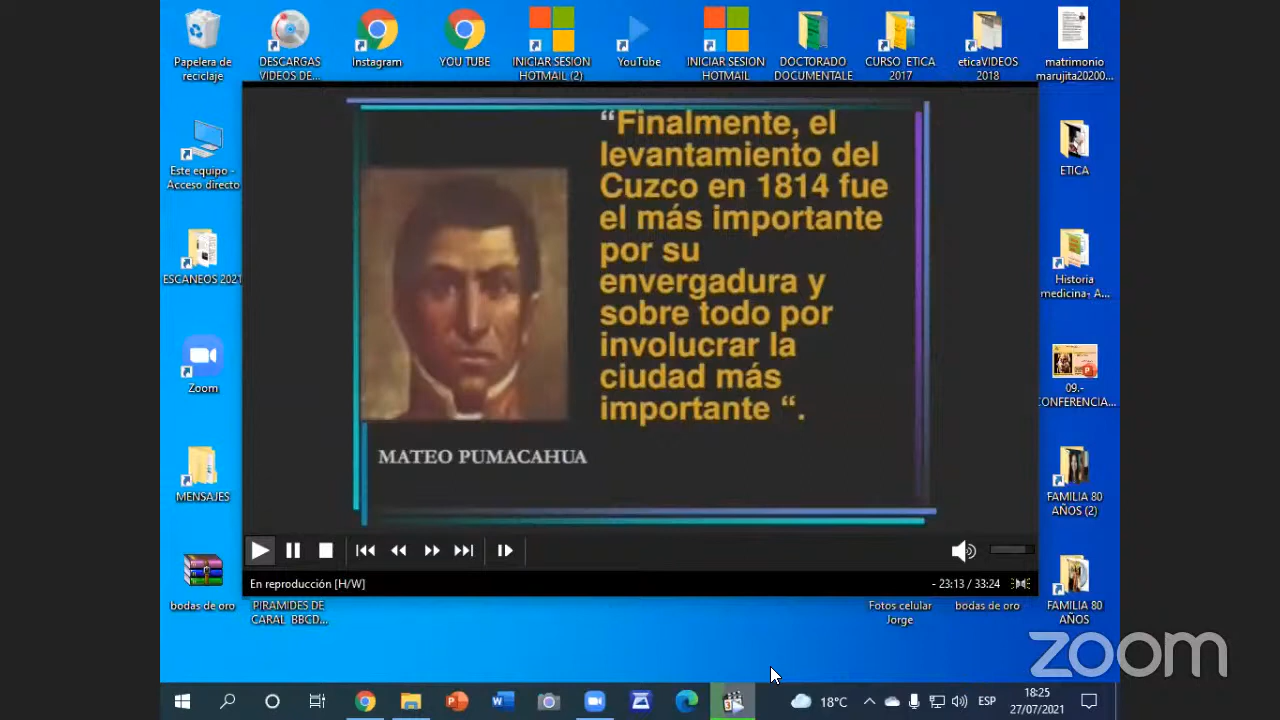 Papelera de
reciclaje
DESCARGAS
VIDEOS DE...
Instagram
YOU TUBE
INICIAR SESION
HOTMAIL (2)
YouTube
INICIAR SESION
HOTMAIL
DOCTORADO
DOCUMENTALE
CURSO ETICA
2017
eticaVIDEOS
2018
matrimonio
marujita20200...
Este equipo -
Acceso directo
ESCANEOS 2021
Zoom
MENSAJES
bodas de oro
“Finalmente, el
levantamiento del
Cuzco en 1814 fue
el más importante
por su
envergadura y
sobre todo por
involucrar la
ciudad más
importante “.
MATEO PUMACAHUA
En reproducción [H/W]
- 23:13 / 33:24
ETICA
Historia
medicina- A...
09.-
CONFERENCIA...
FAMILIA 80
AÑOS (2)
FAMILIA 80
AÑOS
PIRAMIDES DE
CARAL BBCD...
Fotos celular
Jorge
bodas de oro
zoom
18°C
ESP
18:25
27/07/2021